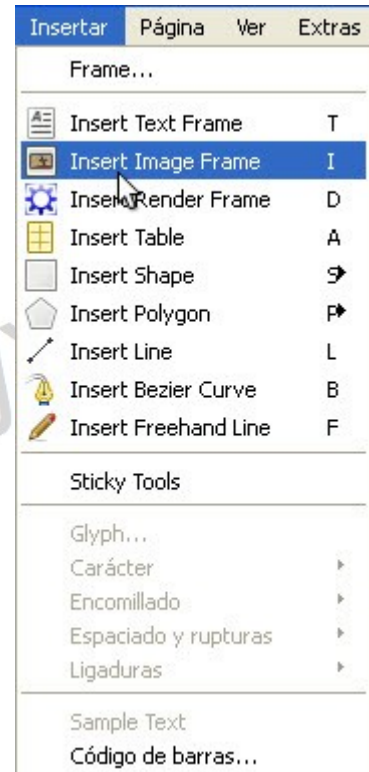 Insertar Página Ver Extras
Frame...
Insert Text Frame T
Insert Image Frame I
Insert Render Frame D
Insert Table A
Insert Shape S
Insert Polygon P
Insert Line L
Insert Bezier Curve B
Insert Freehand Line F
Sticky Tools
Glyph...
Carácter
Encomillado
Espaciado y rupturas
Ligaduras
Sample Text
Código de barras...